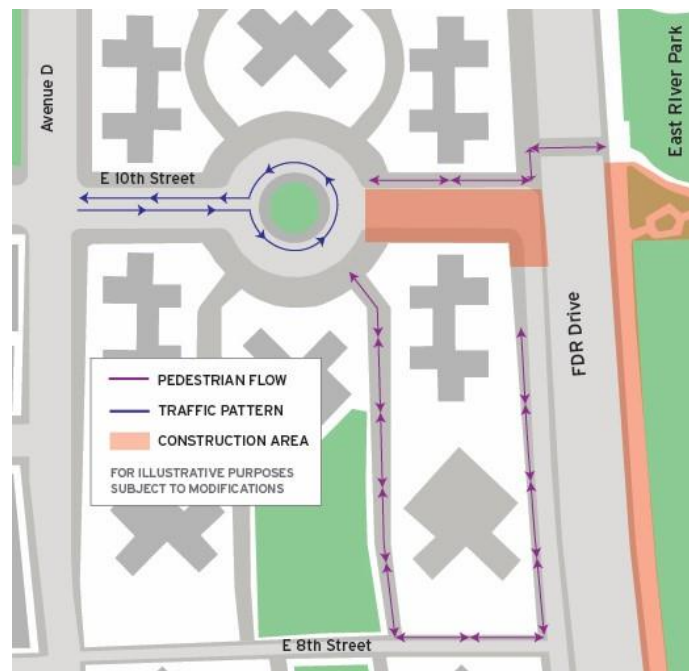 Avenue D
East River Park
E 10th Street
FDR Drive
PEDESTRIAN FLOW
TRAFFIC PATTERN
CONSTRUCTION AREA
FOR ILLUSTRATIVE PURPOSES
SUBJECT TO MODIFICATIONS
E 8th Street